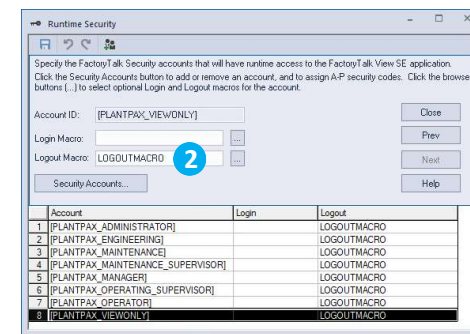 Runtime Security
Specify the FactoryTalk Security accounts that will have runtime access to the FactoryTalk View SE application.
Click the Security Accounts button to add or remove an account, and to assign A-P security codes. Click the browse
buttons (...) to select optional Login and Logout macros for the account.
Account ID: [PLANTPAX_VIEWONLY] Close
Login Macro: ... Prev
Logout Macro: LOGOUTMACRO 2 ... Next
Security Accounts... Help
Account Login Logout
1 [PLANTPAX_ADMINISTRATOR] LOGOUTMACRO
2 [PLANTPAX_ENGINEERING] LOGOUTMACRO
3 [PLANTPAX_MAINTENANCE] LOGOUTMACRO
4 [PLANTPAX_MAINTENANCE_SUPERVISOR] LOGOUTMACRO
5 [PLANTPAX_MANAGER] LOGOUTMACRO
6 [PLANTPAX_OPERATING_SUPERVISOR] LOGOUTMACRO
7 [PLANTPAX_OPERATOR] LOGOUTMACRO
8 [PLANTPAX_VIEWONLY] LOGOUTMACRO